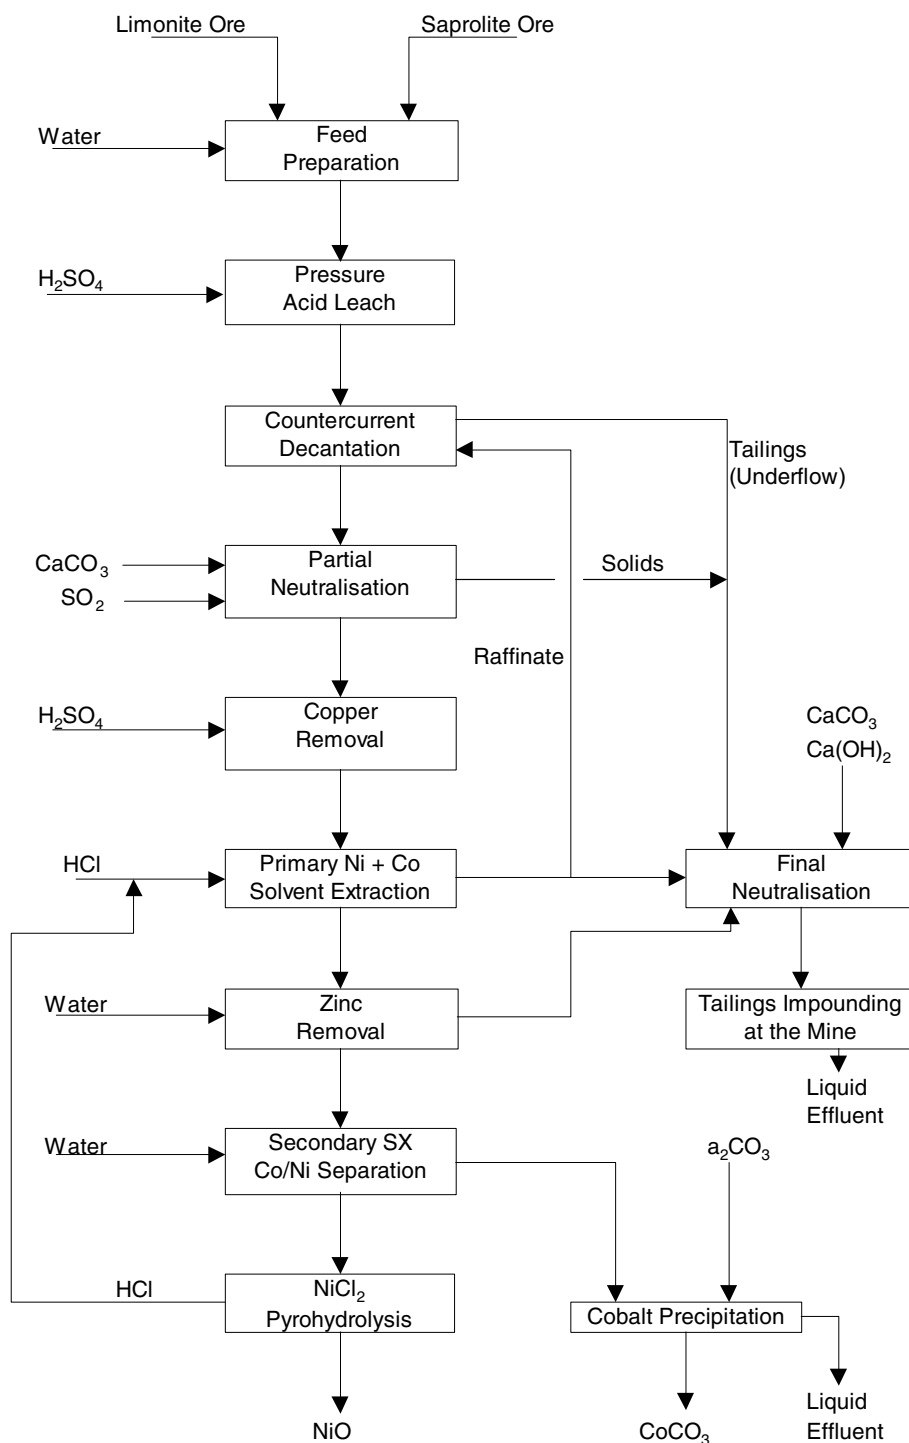 Limonite Ore
Saprolite Ore
Water
Feed
Preparation
H₂SO₄
Pressure
Acid Leach
Countercurrent
Decantation
Tailings
(Underflow)
CaCO₃
SO₂
Partial
Neutralisation
Solids
Raffinate
H₂SO₄
Copper
Removal
CaCO₃
Ca(OH)₂
HCl
Primary Ni + Co
Solvent Extraction
Final
Neutralisation
Water
Zinc
Removal
Tailings Impounding
at the Mine
Liquid
Effluent
Water
Secondary SX
Co/Ni Separation
a₂CO₃
HCl
NiCl₂
Pyrohydrolysis
Cobalt Precipitation
NiO
CoCO₃
Liquid
Effluent